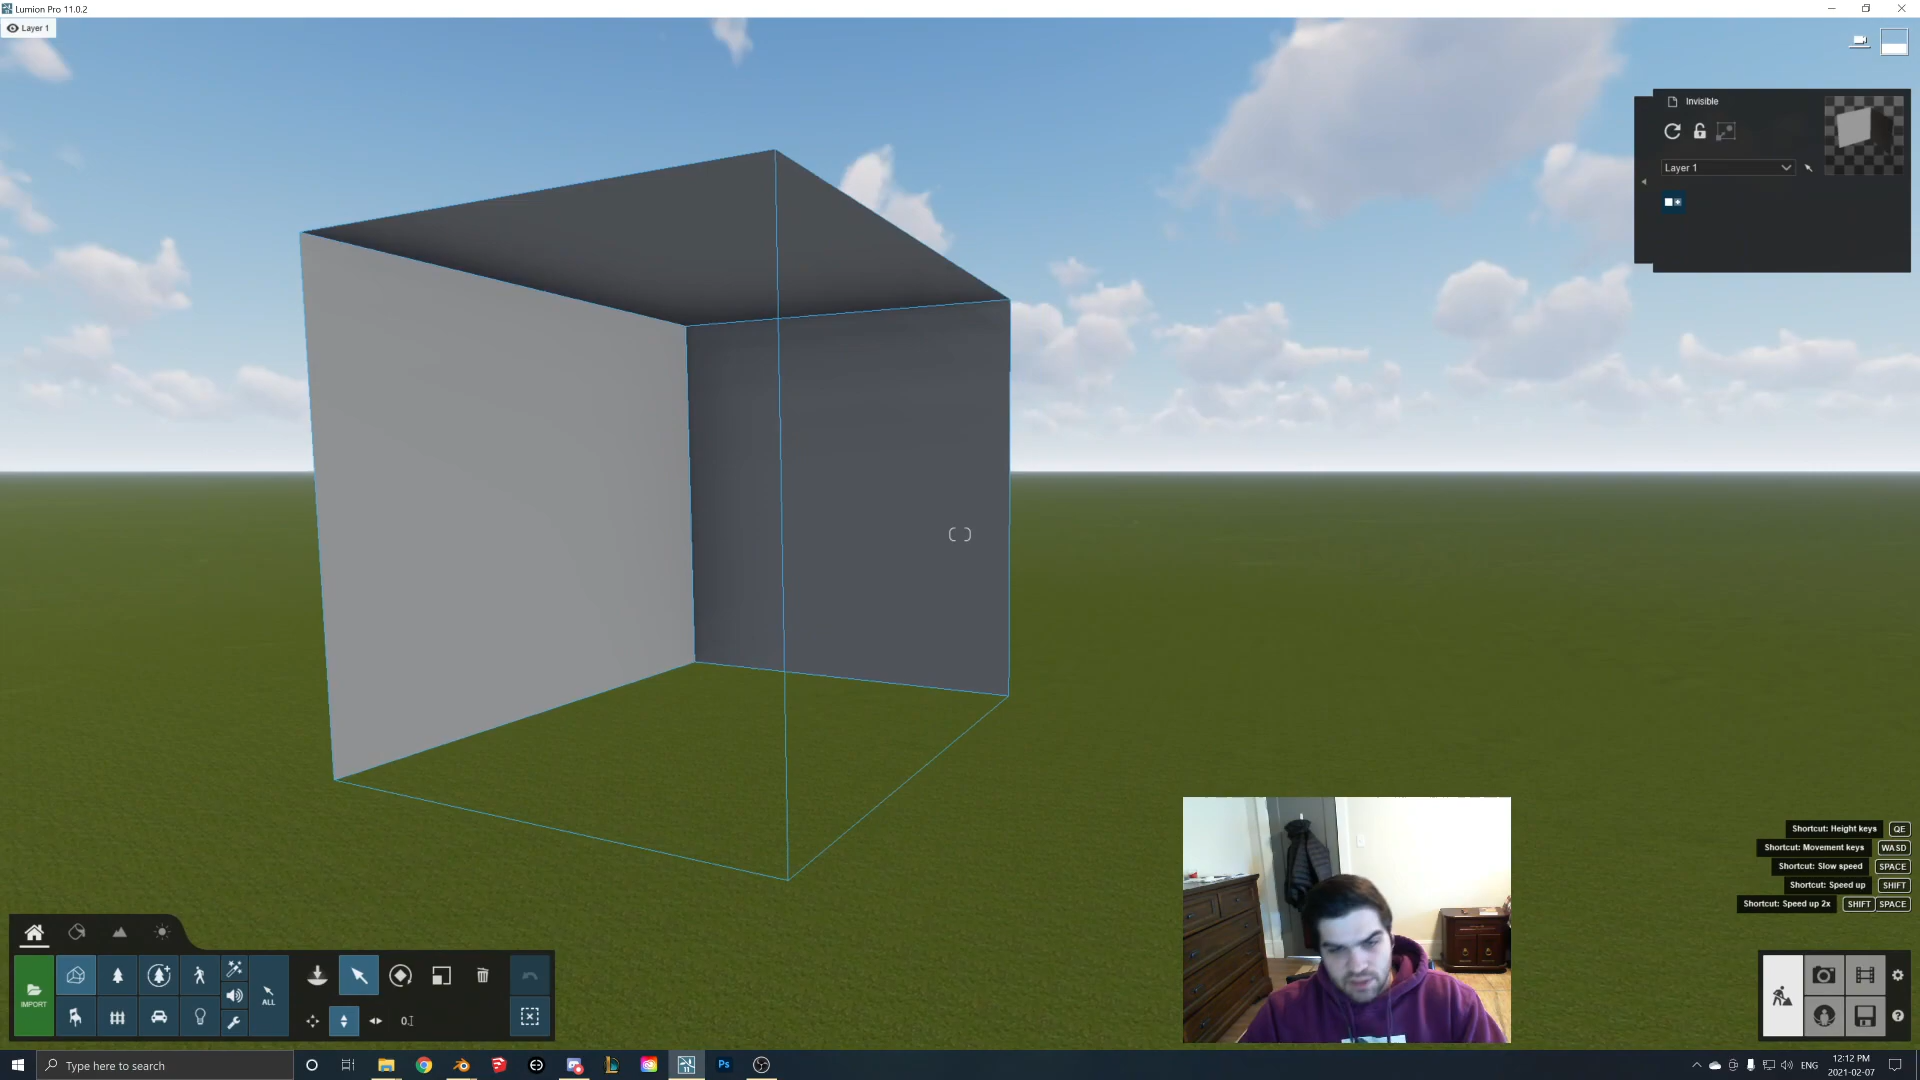 Lumion Pro 11.0.2
Layer 1
Invisible
Layer 1
Shortcut: Height keys QE
Shortcut: Movement keys WASD
Shortcut: Slow speed SPACE
Shortcut: Speed up SHIFT
Shortcut: Speed up 2x SHIFT SPACE
IMPORT
ALL
0.
?
Type here to search
Ps
ENG
12:12 PM
2021-02-07